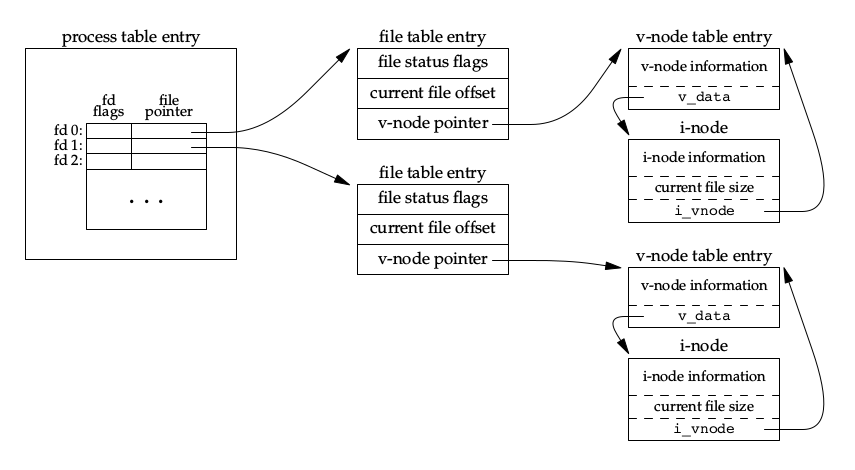 process table entry
fd
flags
file
pointer
fd 0:
fd 1:
fd 2:
. . .
file table entry
file status flags
current file offset
v-node pointer
file table entry
file status flags
current file offset
v-node pointer
v-node table entry
v-node information
v_data
i-node
i-node information
current file size
i_vnode
v-node table entry
v-node information
v_data
i-node
i-node information
current file size
i_vnode